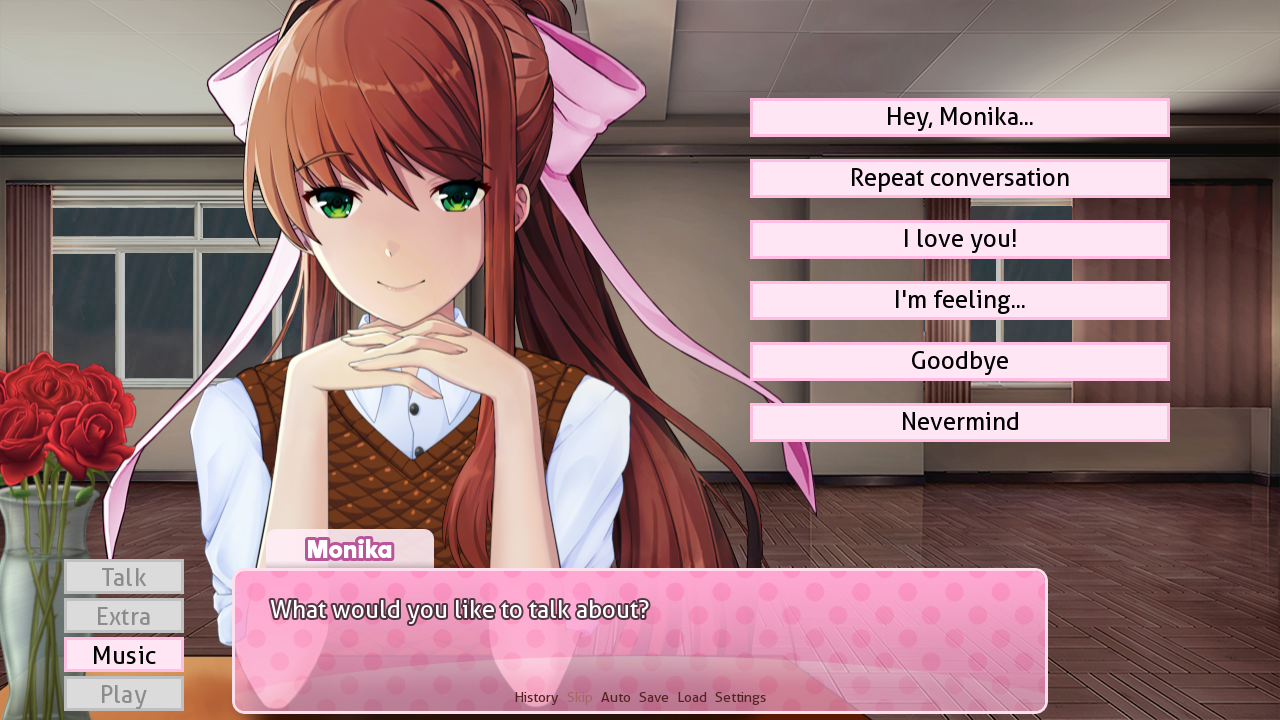 Hey, Monika...
Repeat conversation
I love you!
I'm feeling...
Goodbye
Nevermind
Monika
What would you like to talk about?
Talk
Extra
Music
Play
History Skip Auto Save Load Settings